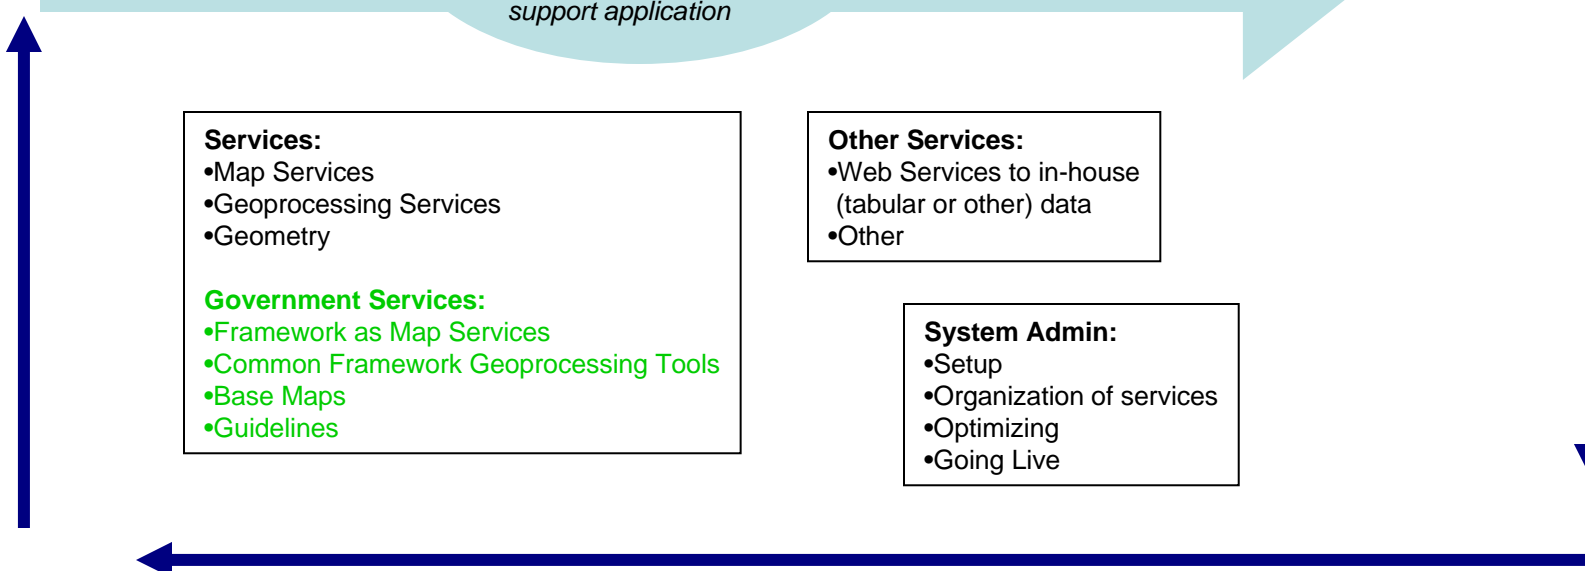 support application
Services:
•Map Services
•Geoprocessing Services
•Geometry
Government Services:
•Framework as Map Services
•Common Framework Geoprocessing Tools
•Base Maps
•Guidelines
Other Services:
•Web Services to in-house
(tabular or other) data
•Other
System Admin:
•Setup
•Organization of services
•Optimizing
•Going Live